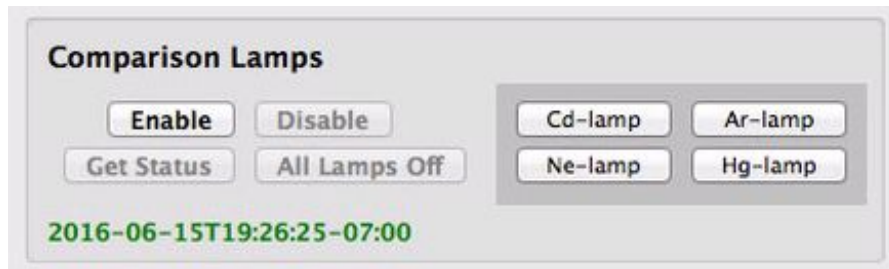 Comparison Lamps
Enable Disable Cd-lamp Ar-lamp
Get Status All Lamps Off Ne-lamp Hg-lamp
2016-06-15T19:26:25-07:00